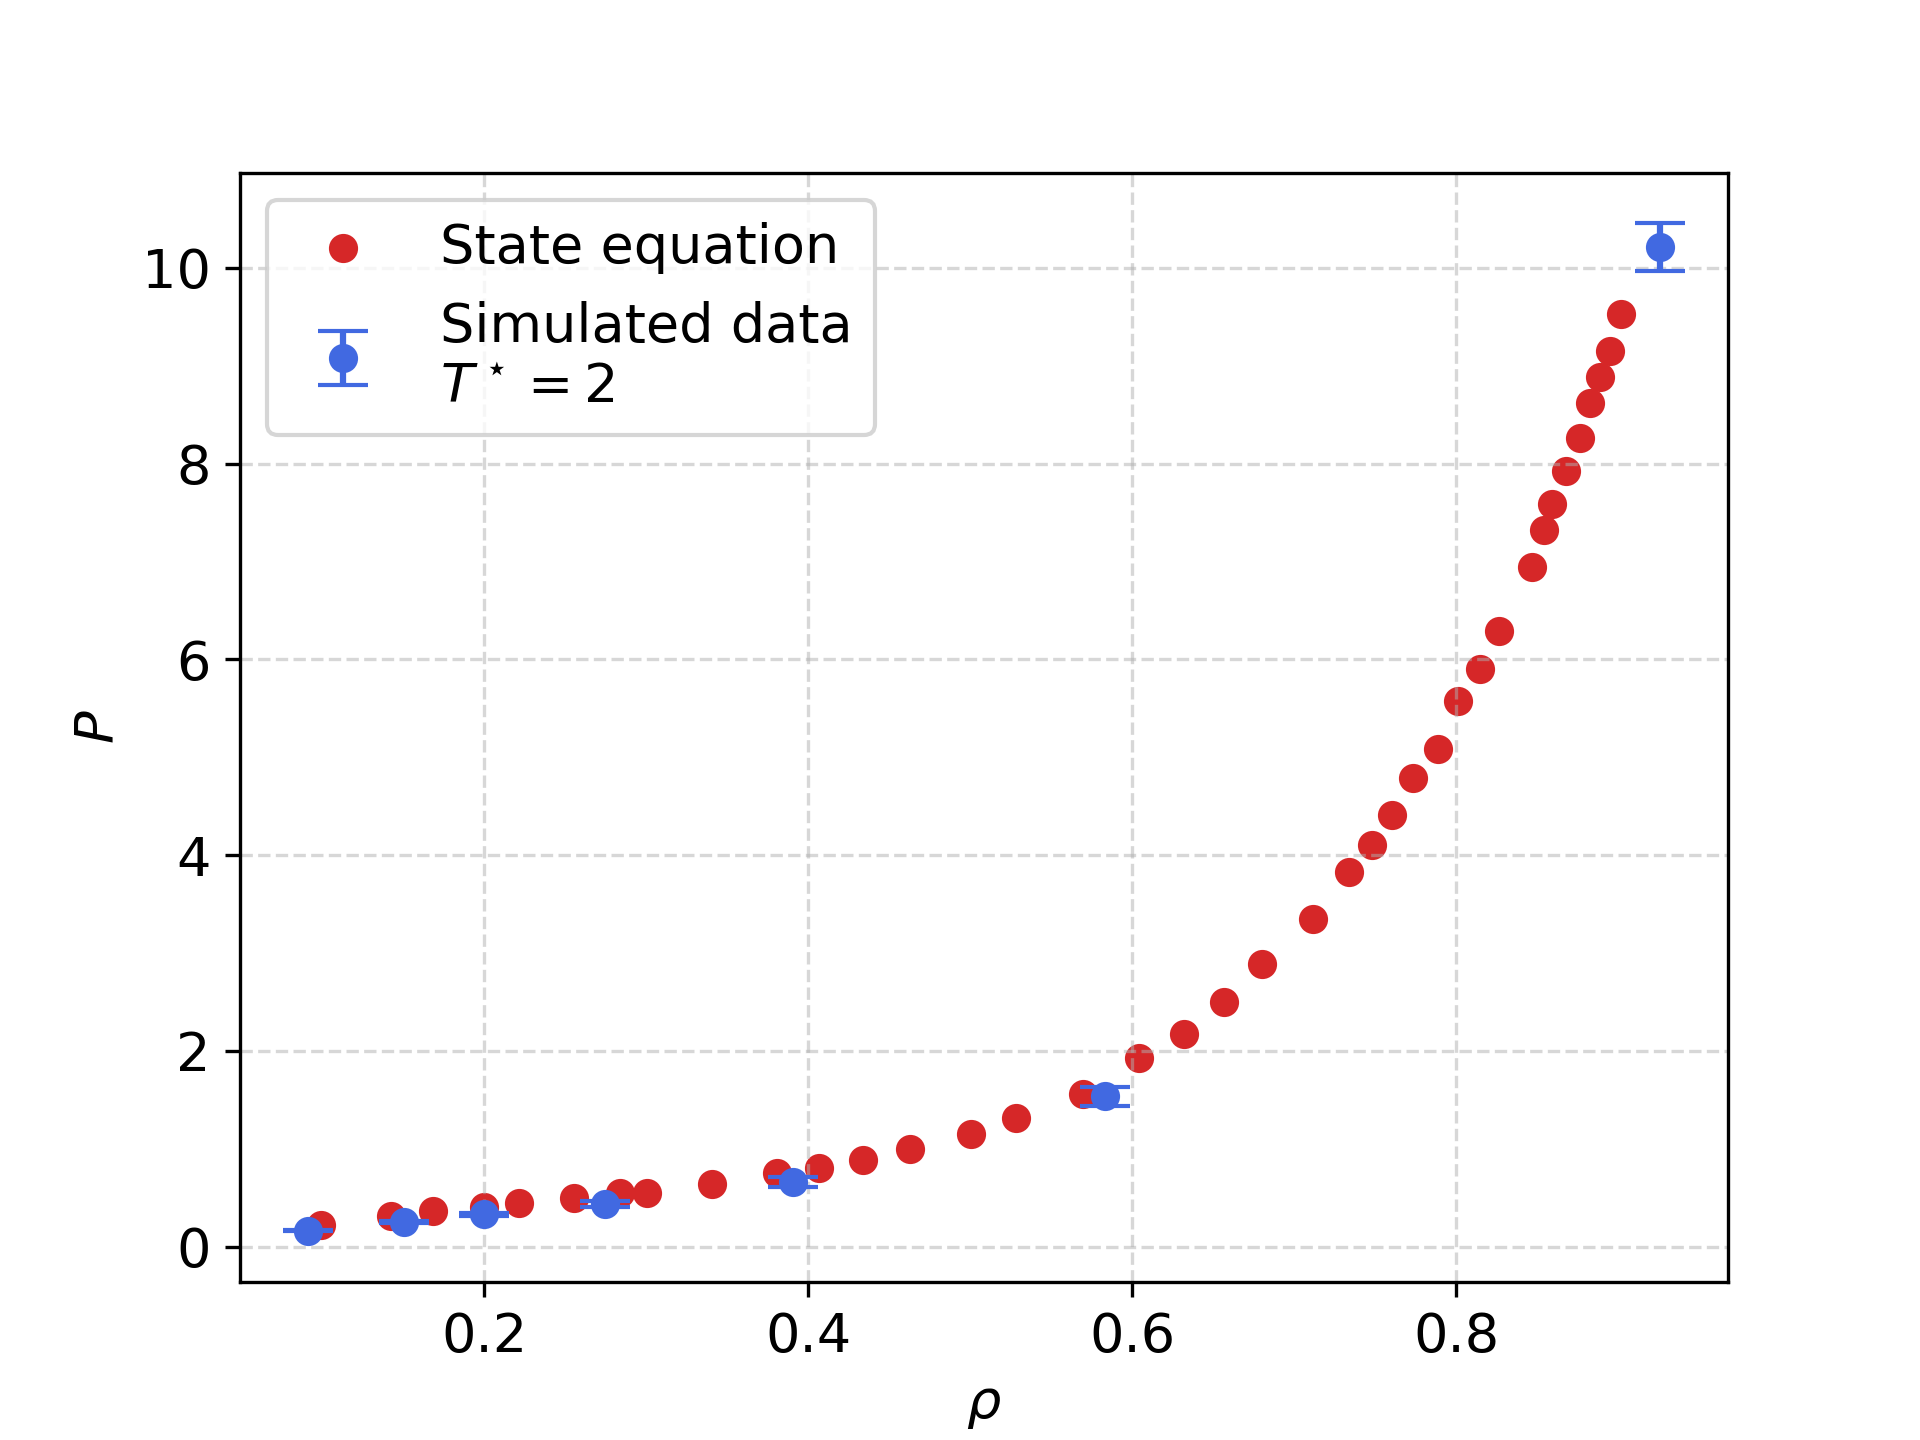 State equation
Simulated data
T⋆ = 2
10
8
6
4
2
0
P
0.2 0.4 0.6 0.8
ρ